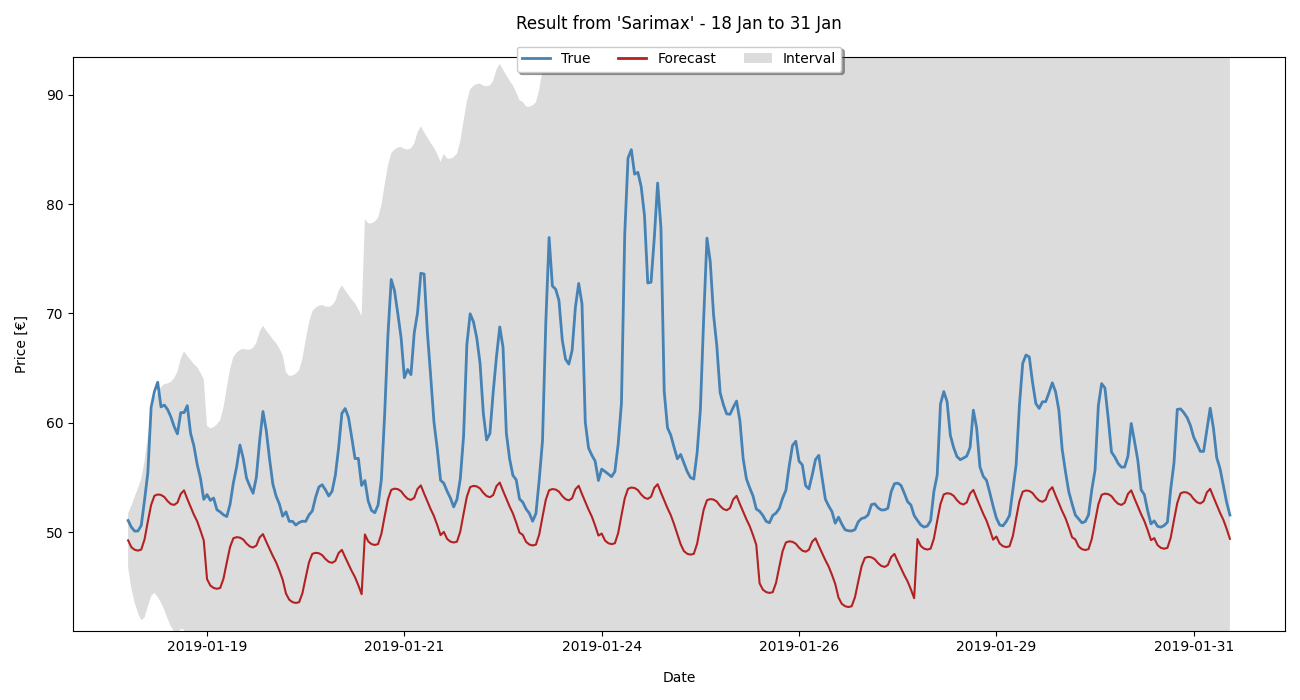 Result from 'Sarimax' - 18 Jan to 31 Jan
True Forecast Interval
90
80
70
60
50
Price [€]
2019-01-19 2019-01-21 2019-01-24 2019-01-26 2019-01-29 2019-01-31
Date